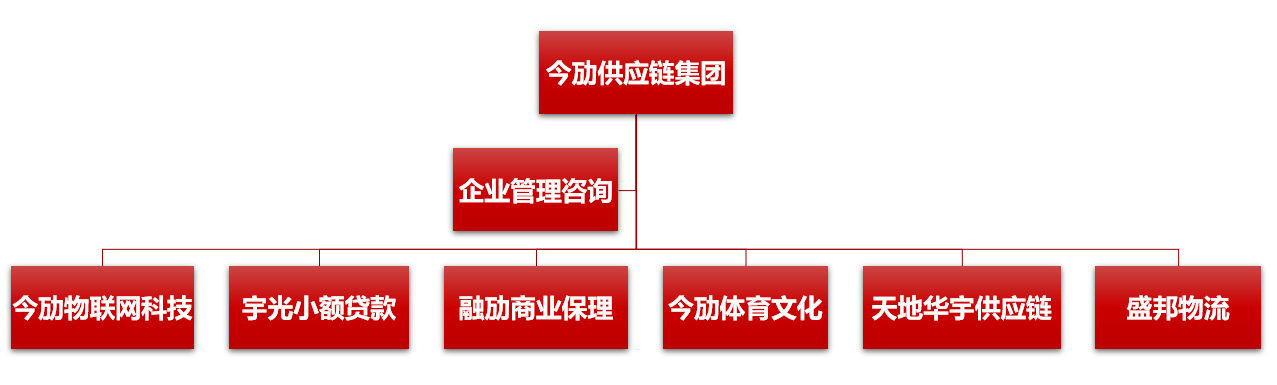 今劢供应链集团
企业管理咨询
今劢物联网科技
宇光小额贷款
融劢商业保理
今劢体育文化
天地华宇供应链
盛邦物流